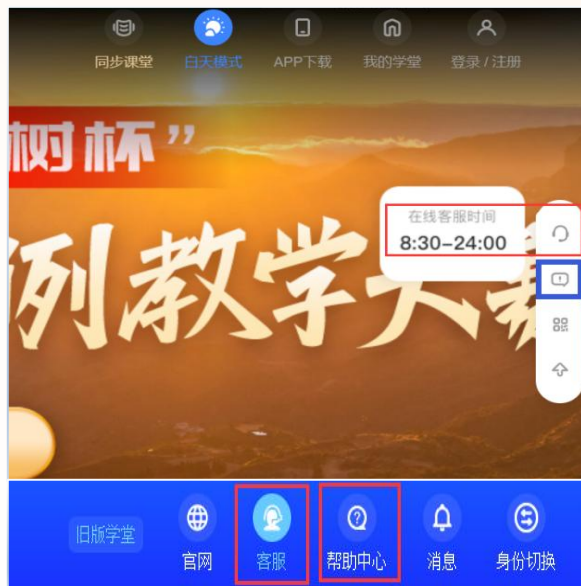 同步课堂 白天模式 APP下载 我的学堂 登录 / 注册
树杯”
例教学大赛
在线客服时间
8:30–24:00
旧版学堂 官网 客服 帮助中心 消息 身份切换